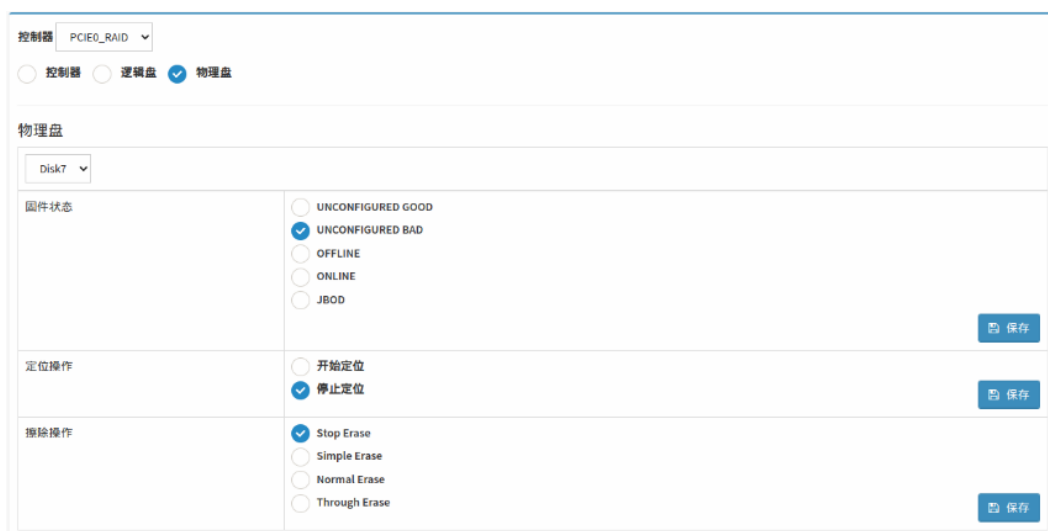 控制器 PCIE0_RAID
控制器 逻辑盘 物理盘
物理盘
Disk7
固件状态
UNCONFIGURED GOOD
UNCONFIGURED BAD
OFFLINE
ONLINE
JBOD
保存
定位操作
开始定位
停止定位
保存
擦除操作
Stop Erase
Simple Erase
Normal Erase
Through Erase
保存